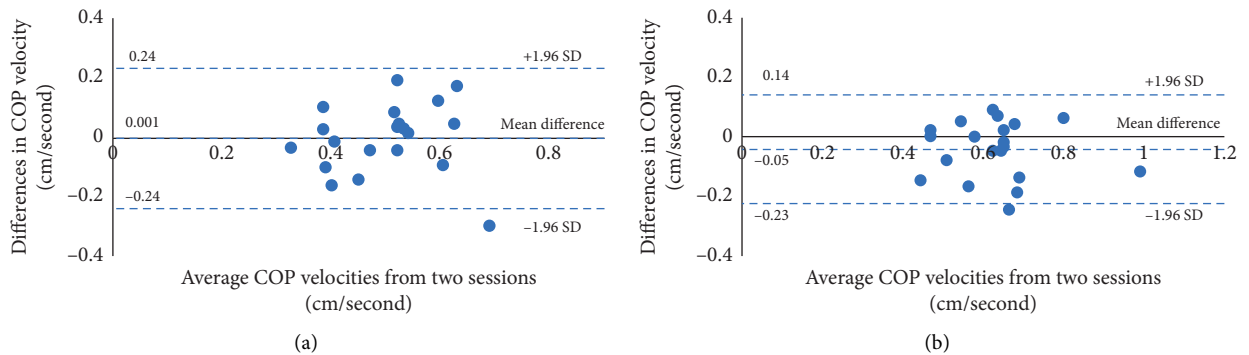 Differences in COP velocity
(cm/second)
0.4
0.2
0
–0.2
–0.4
0.24
+1.96 SD
0.001
Mean difference
0 0.2 0.4 0.6 0.8
–0.24
–1.96 SD
Average COP velocities from two sessions
(cm/second)
(a)
Differences in COP velocity
(cm/second)
0.4
0.2
0
–0.2
–0.4
0.14
+1.96 SD
Mean difference
0 0.2 0.4 0.6 0.8 1 1.2
–0.05
–0.23
–1.96 SD
Average COP velocities from two sessions
(cm/second)
(b)